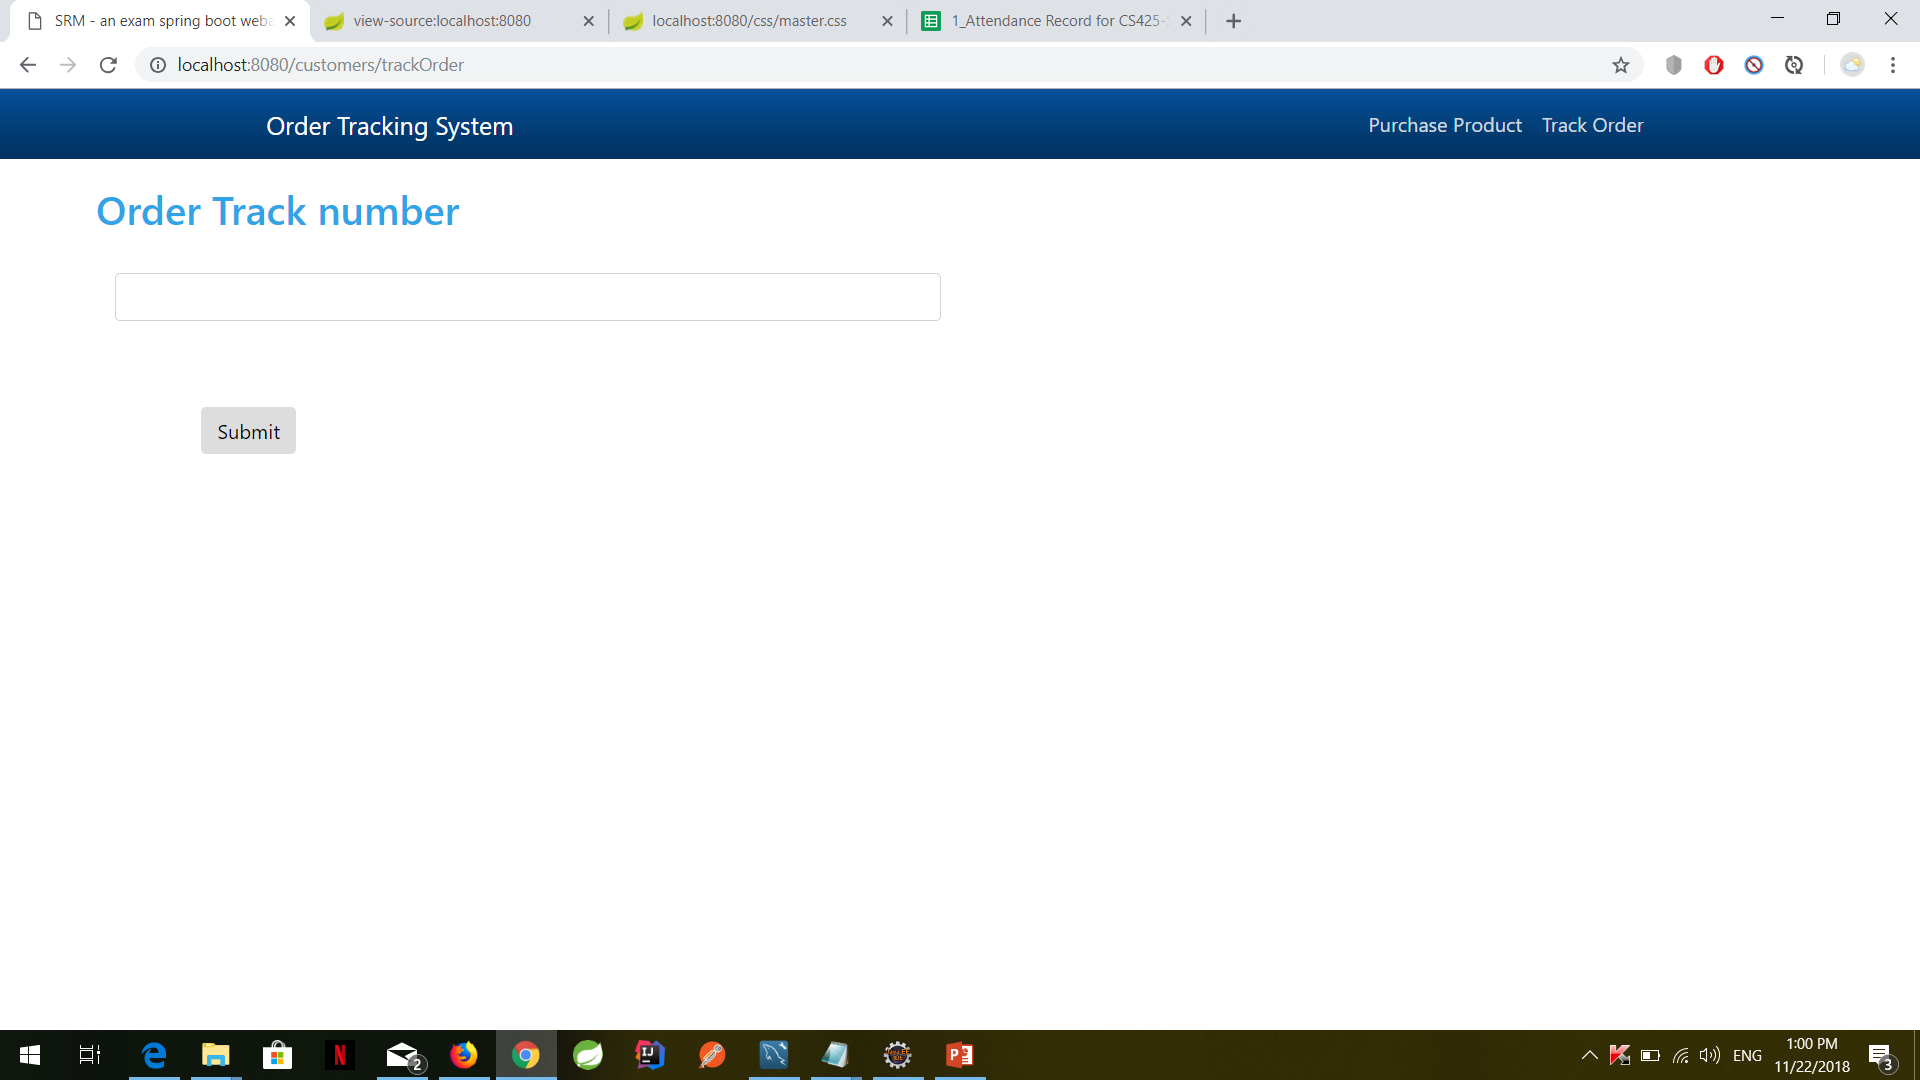 SRM - an exam spring boot weba
view-source:localhost:8080
localhost:8080/css/master.css
1_Attendance Record for CS425-
localhost:8080/customers/trackOrder
Order Tracking System
Purchase Product
Track Order
Order Track number
Submit
2
ENG
1:00 PM
11/22/2018
3